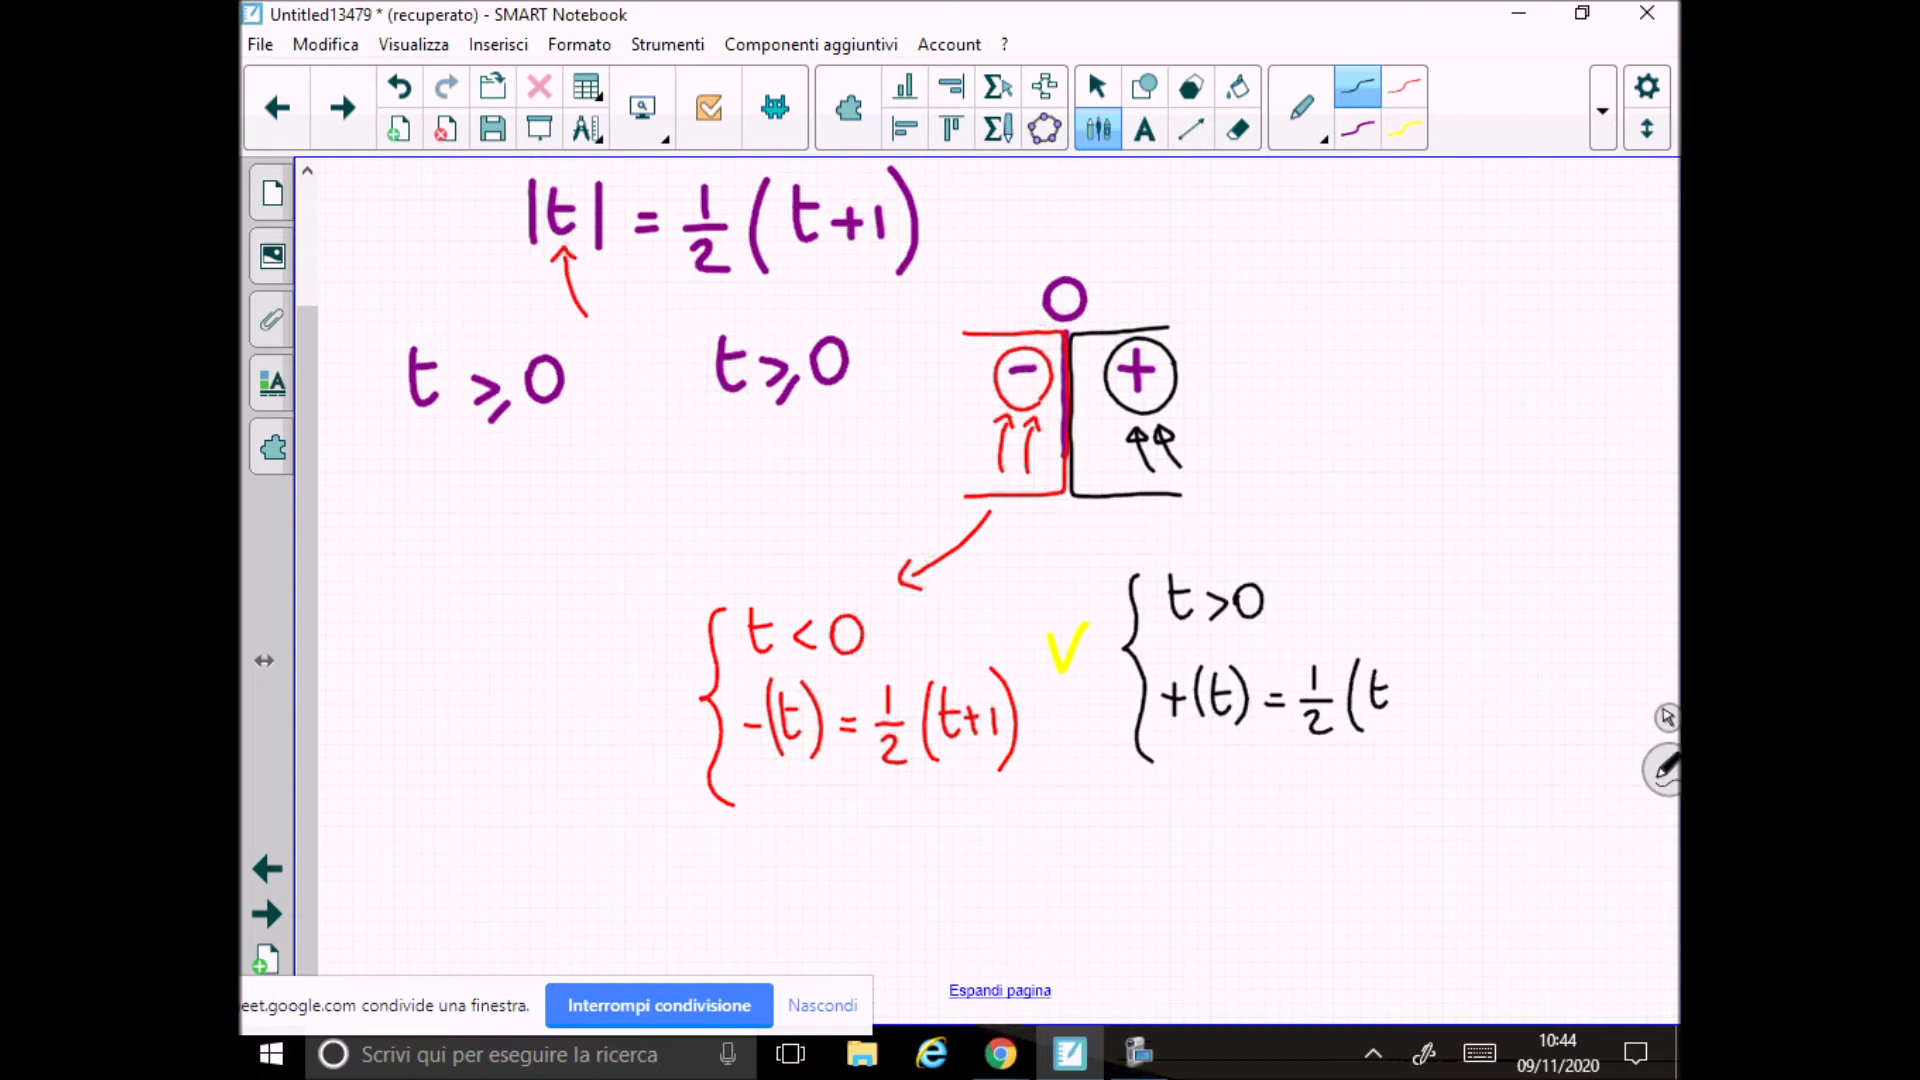 Untitled13479 * (recuperato) - SMART Notebook
File Modifica Visualizza Inserisci Formato Strumenti Componenti aggiuntivi Account ?
|t| = 1/2 (t+1)
0
t ⩾ 0 t ⩾ 0 - +
t > 0
t < 0 V
+(t) = 1/2 (t
-(t) = 1/2 (t+1)
Espandi pagina
eet.google.com condivide una finestra. Interrompi condivisione Nascondi
Scrivi qui per eseguire la ricerca
10:44
09/11/2020